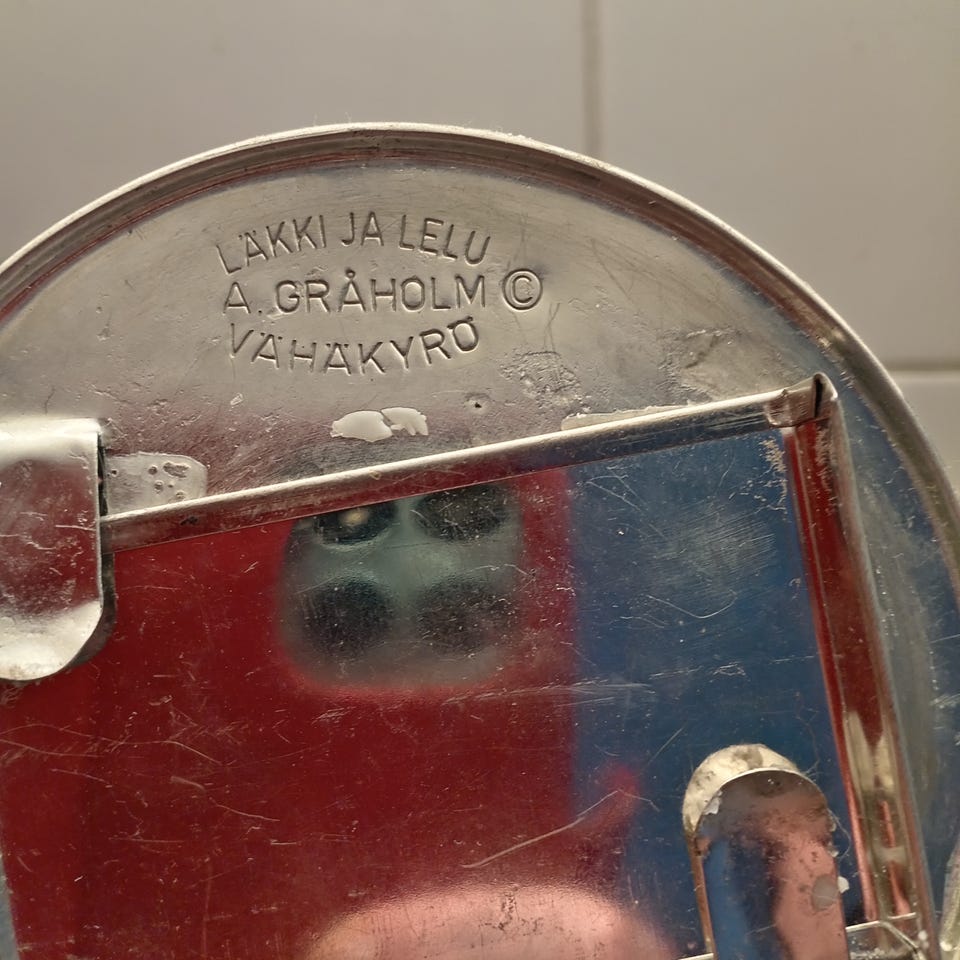 LÄKKI JA LELU
A. GRÅHOLM ©
VÄHÄKYRÖ